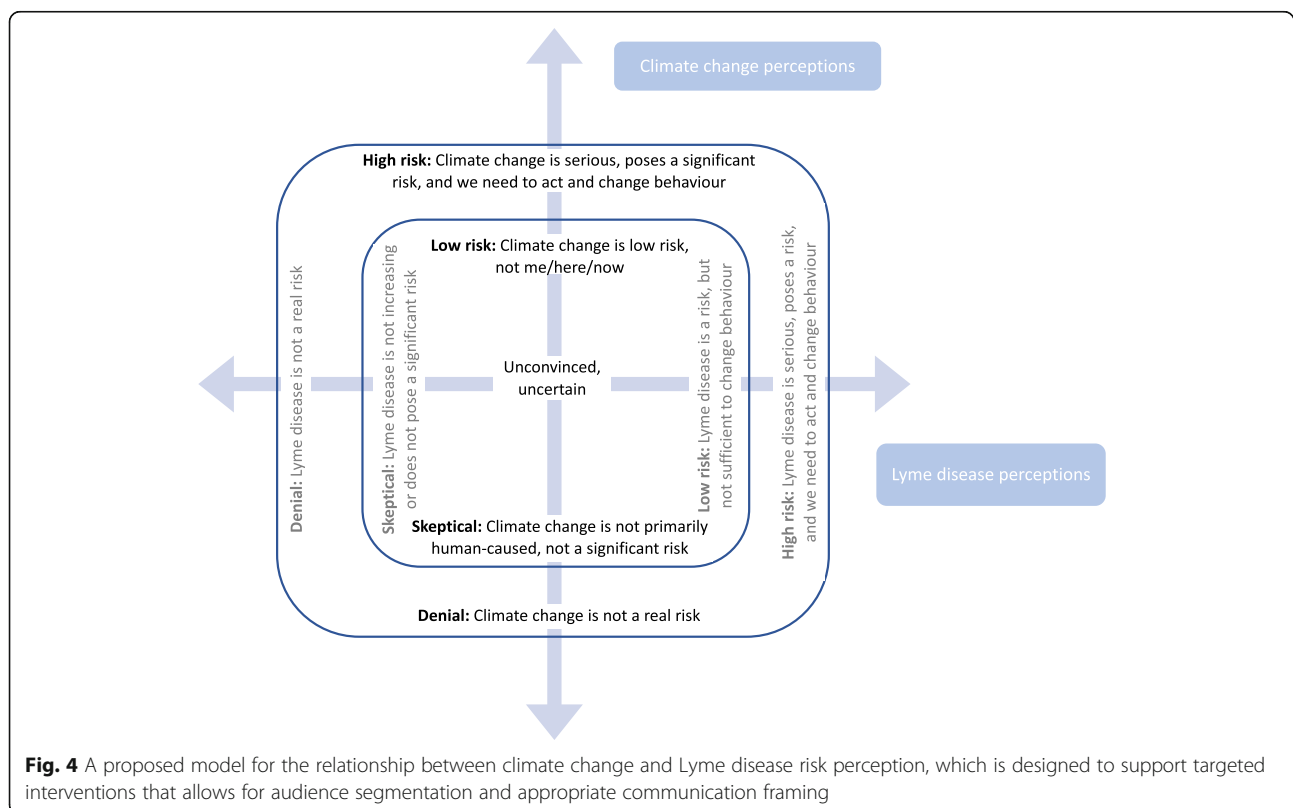 Climate change perceptions
High risk: Climate change is serious, poses a significant
risk, and we need to act and change behaviour
Low risk: Climate change is low risk,
not me/here/now
Denial: Lyme disease is not a real risk
Skeptical: Lyme disease is not increasing
or does not pose a significant risk
Unconvinced,
uncertain
Low risk: Lyme disease is a risk, but
not sufficient to change behaviour
High risk: Lyme disease is serious, poses a risk,
and we need to act and change behaviour
Lyme disease perceptions
Skeptical: Climate change is not primarily
human-caused, not a significant risk
Denial: Climate change is not a real risk
Fig. 4 A proposed model for the relationship between climate change and Lyme disease risk perception, which is designed to support targeted
interventions that allows for audience segmentation and appropriate communication framing